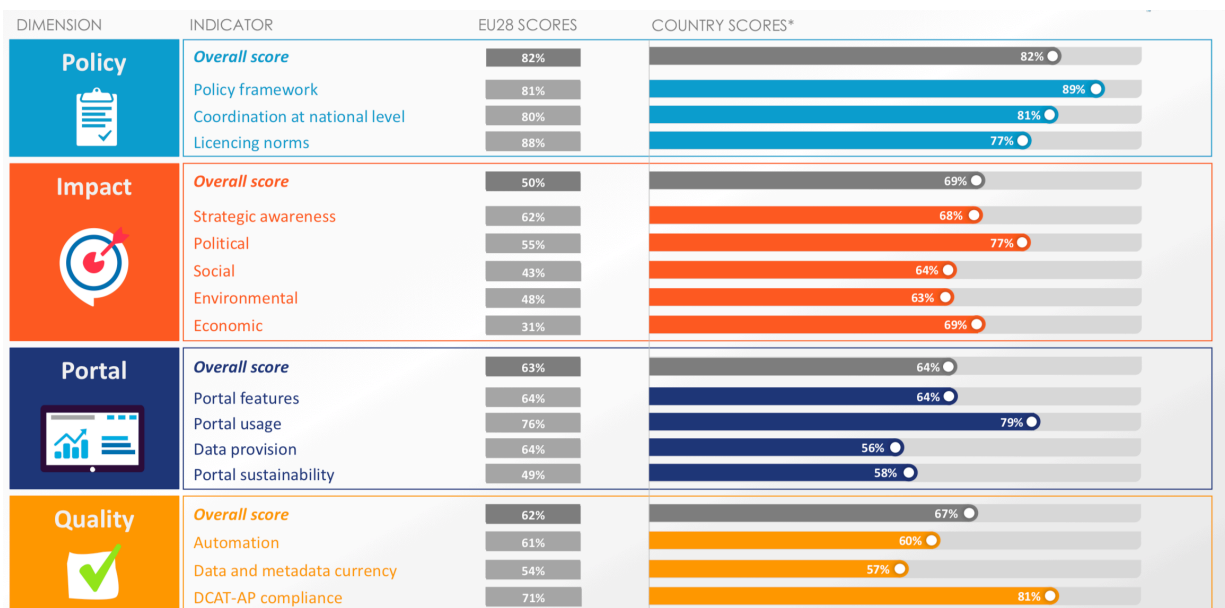 DIMENSION INDICATOR EU28 SCORES COUNTRY SCORES*
Policy
Overall score 82% 82%
Policy framework 81% 89%
Coordination at national level 80% 81%
Licencing norms 88% 77%
Impact
Overall score 50% 69%
Strategic awareness 62% 68%
Political 55% 77%
Social 43% 64%
Environmental 48% 63%
Economic 31% 69%
Portal
Overall score 63% 64%
Portal features 64% 64%
Portal usage 76% 79%
Data provision 64% 56%
Portal sustainability 49% 58%
Quality
Overall score 62% 67%
Automation 61% 60%
Data and metadata currency 54% 57%
DCAT-AP compliance 71% 81%